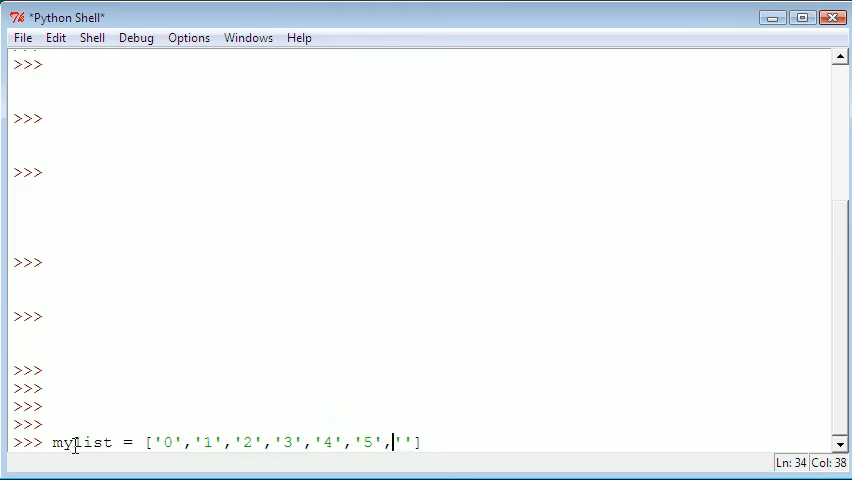 *Python Shell*
File Edit Shell Debug Options Windows Help
>>>
>>>
>>>
>>>
>>>
>>>
>>>
>>>
>>>
>>> mylist = ['0','1','2','3','4','5','']
Ln: 34 Col: 38